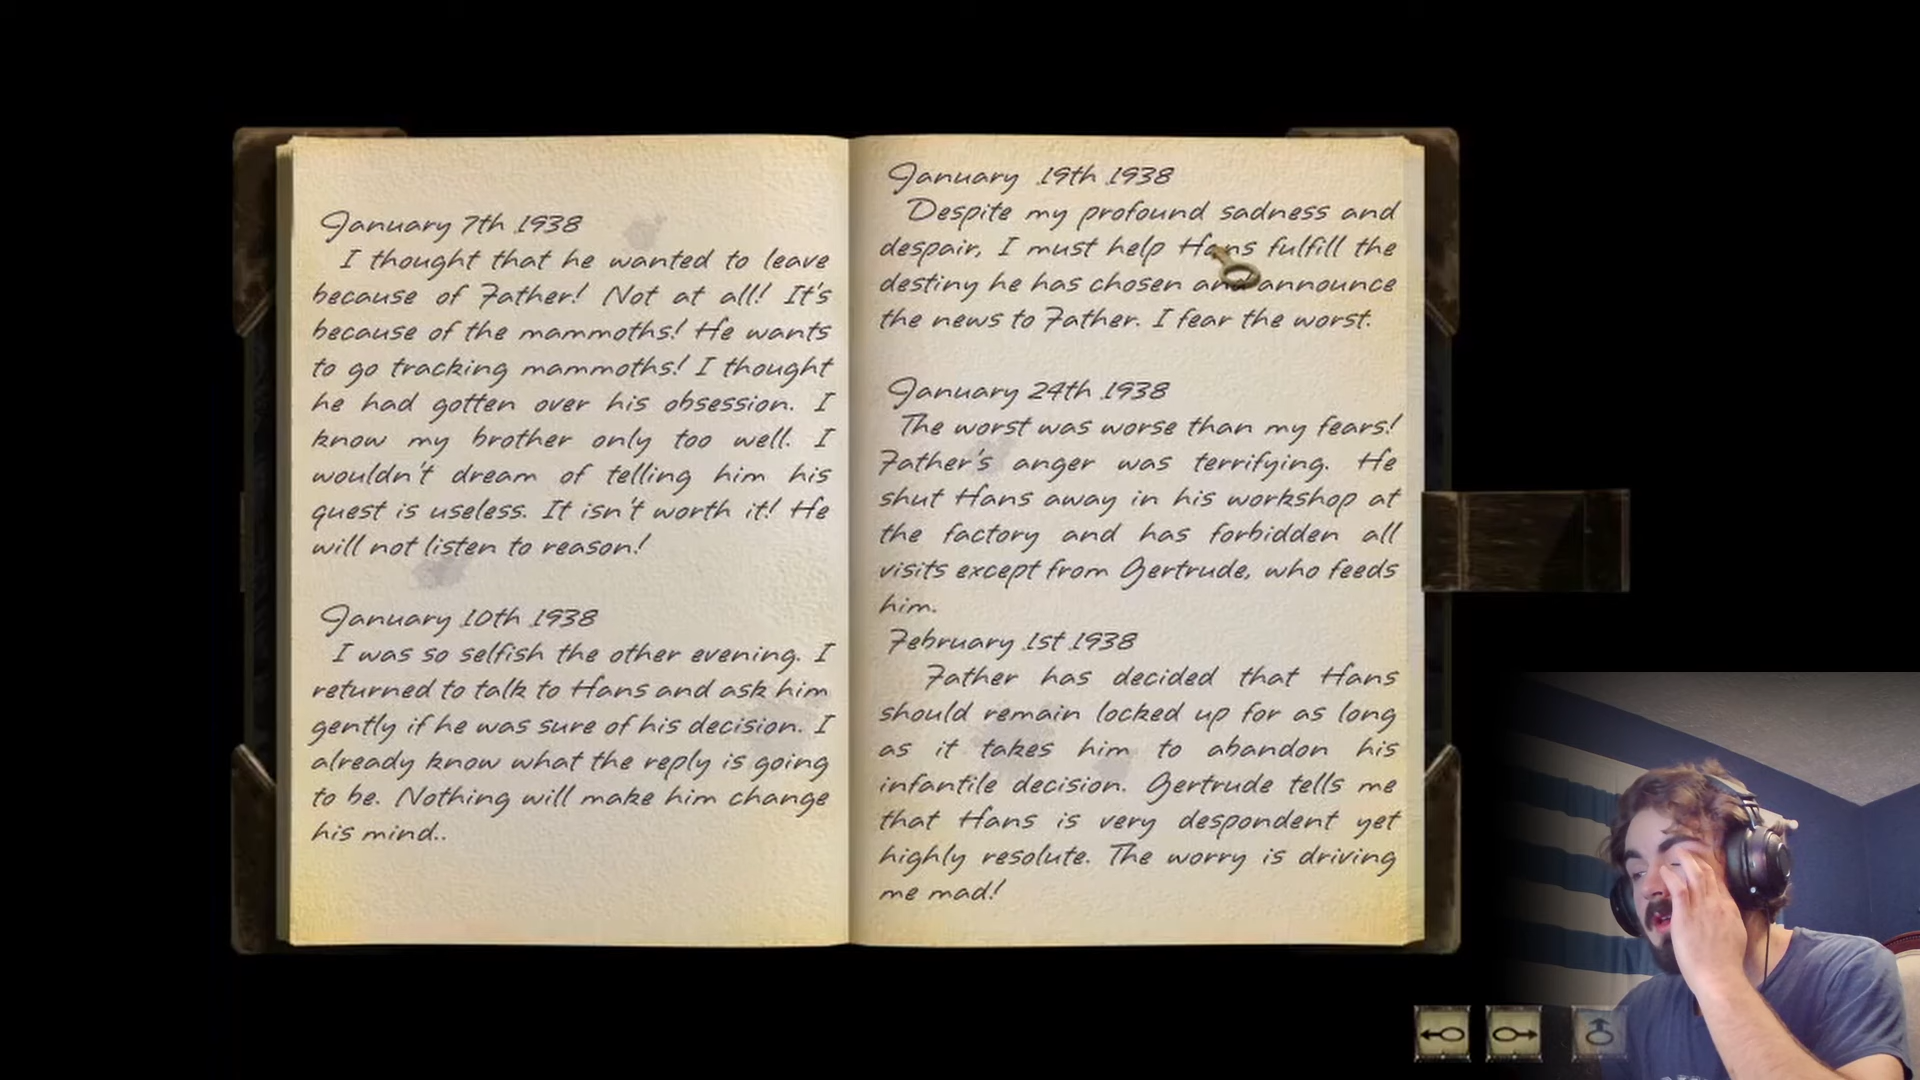 January 7th 1938
I thought that he wanted to leave
because of Father! Not at all! It's
because of the mammoths! He wants
to go tracking mammoths! I thought
he had gotten over his obsession. I
know my brother only too well. I
wouldn't dream of telling him his
quest is useless. It isn't worth it! He
will not listen to reason!
January 10th 1938
I was so selfish the other evening. I
returned to talk to Hans and ask him
gently if he was sure of his decision. I
already know what the reply is going
to be. Nothing will make him change
his mind..
January 19th 1938
Despite my profound sadness and
despair, I must help Hans fulfill the
destiny he has chosen and announce
the news to Father. I fear the worst.
January 24th 1938
The worst was worse than my fears!
Father's anger was terrifying. He
shut Hans away in his workshop at
the factory and has forbidden all
visits except from Gertrude, who feeds
him.
February 1st 1938
Father has decided that Hans
should remain locked up for as long
as it takes him to abandon his
infantile decision. Gertrude tells me
that Hans is very despondent yet
highly resolute. The worry is driving
me mad!